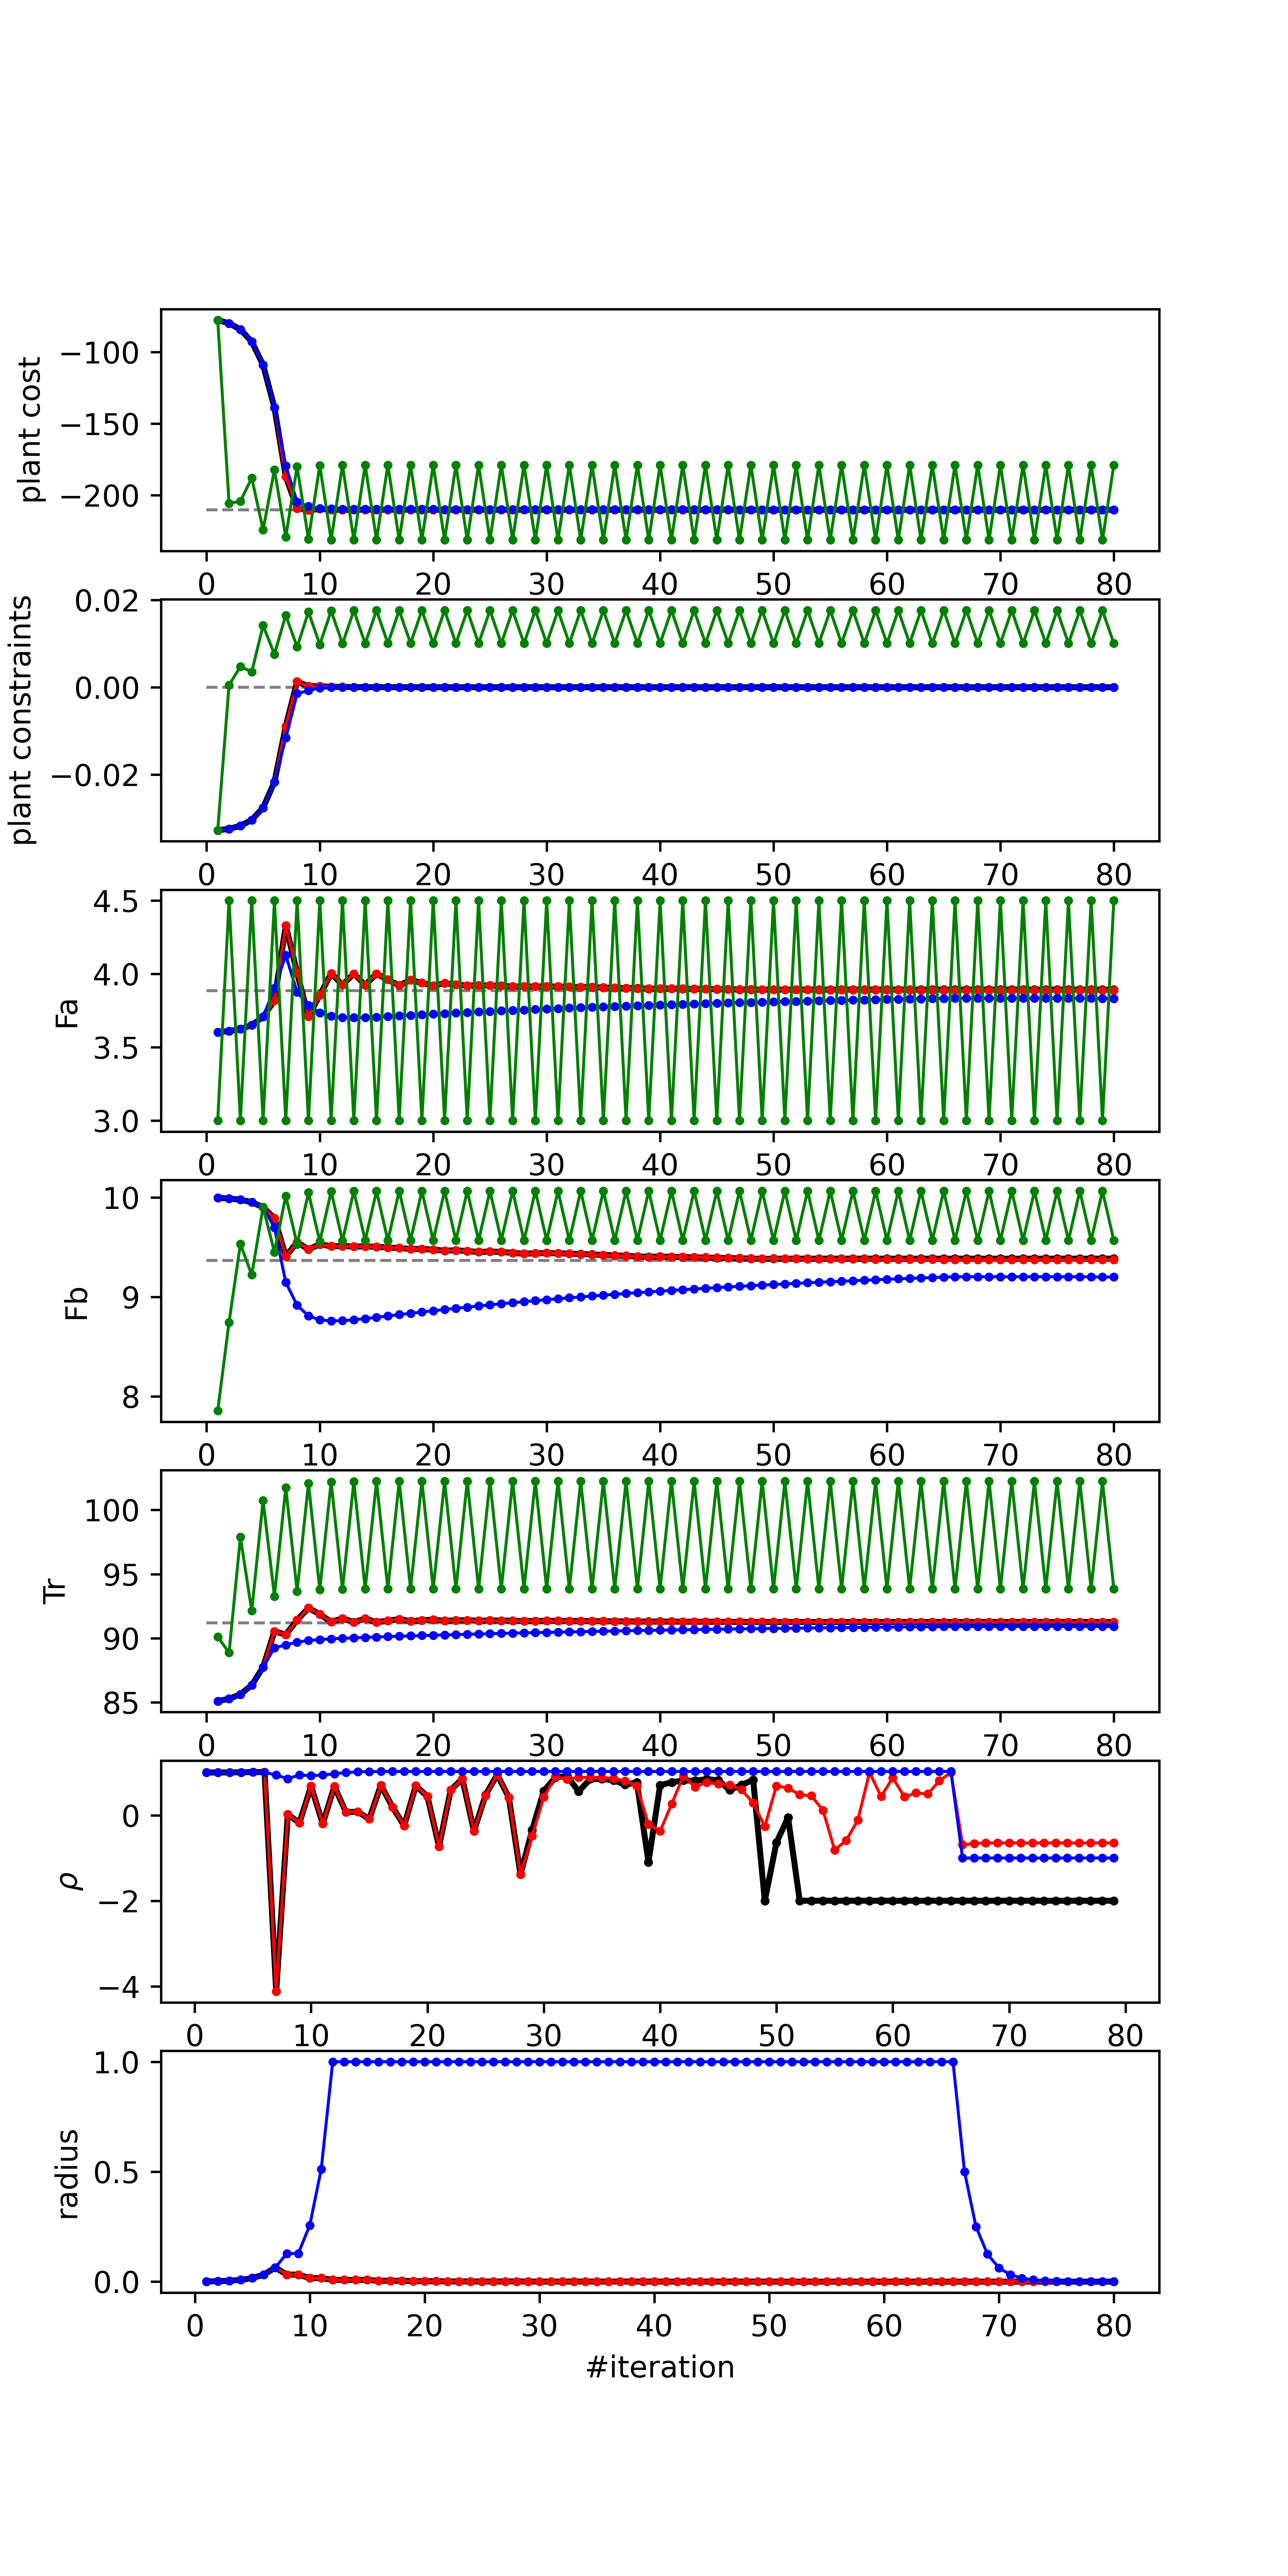 plant cost
−100
−150
−200
0 10 20 30 40 50 60 70 80
plant constraints
0.02
0.00
−0.02
0 10 20 30 40 50 60 70 80
Fa
4.5
4.0
3.5
3.0
0 10 20 30 40 50 60 70 80
Fb
10
9
8
0 10 20 30 40 50 60 70 80
Tr
100
95
90
85
0 10 20 30 40 50 60 70 80
ρ
0
−2
−4
0 10 20 30 40 50 60 70 80
radius
1.0
0.5
0.0
0 10 20 30 40 50 60 70 80
#iteration